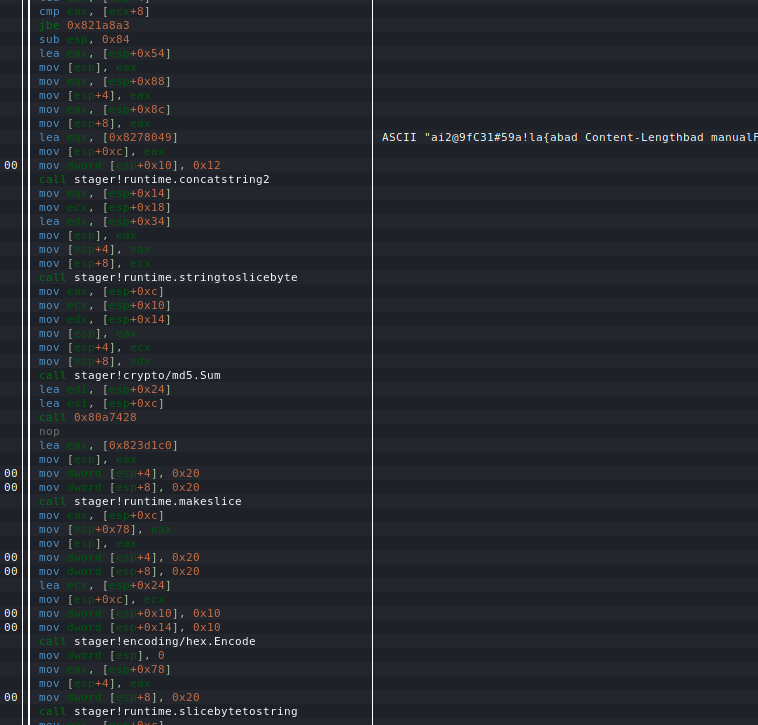 cmp eax, [ecx+8]
jbe 0x821a8a3
sub esp, 0x84
lea eax, [esp+0x54]
mov [esp], eax
mov eax, [esp+0x88]
mov [esp+4], eax
mov eax, [esp+0x8c]
mov [esp+8], eax
lea eax, [0x8278049] ASCII "ai2@9fC31#59a!la{abad Content-Lengthbad manualF
mov [esp+0xc], eax
00 mov dword [esp+0x10], 0x12
call stager!runtime.concatstring2
mov eax, [esp+0x14]
mov ecx, [esp+0x18]
lea edx, [esp+0x34]
mov [esp], edx
mov [esp+4], eax
mov [esp+8], ecx
call stager!runtime.stringtoslicebyte
mov eax, [esp+0xc]
mov ecx, [esp+0x10]
mov edx, [esp+0x14]
mov [esp], eax
mov [esp+4], ecx
mov [esp+8], edx
call stager!crypto/md5.Sum
lea edi, [esp+0x24]
lea esi, [esp+0xc]
call 0x80a7428
nop
lea eax, [0x823d1c0]
mov [esp], eax
00 mov dword [esp+4], 0x20
00 mov dword [esp+8], 0x20
call stager!runtime.makeslice
mov eax, [esp+0xc]
mov [esp+0x78], eax
mov [esp], eax
00 mov dword [esp+4], 0x20
00 mov dword [esp+8], 0x20
lea ecx, [esp+0x24]
mov [esp+0xc], ecx
00 mov dword [esp+0x10], 0x10
00 mov dword [esp+0x14], 0x10
call stager!encoding/hex.Encode
mov dword [esp], 0
mov eax, [esp+0x78]
mov [esp+4], eax
00 mov dword [esp+8], 0x20
call stager!runtime.slicebytetostring